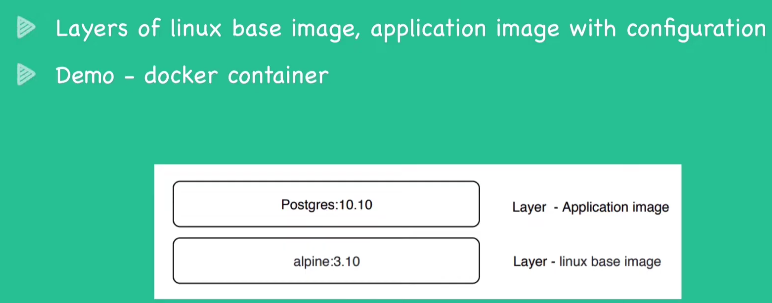 Layers of linux base image, application image with configuration
Demo - docker container
Postgres:10.10
Layer - Application image
alpine:3.10
Layer - linux base image